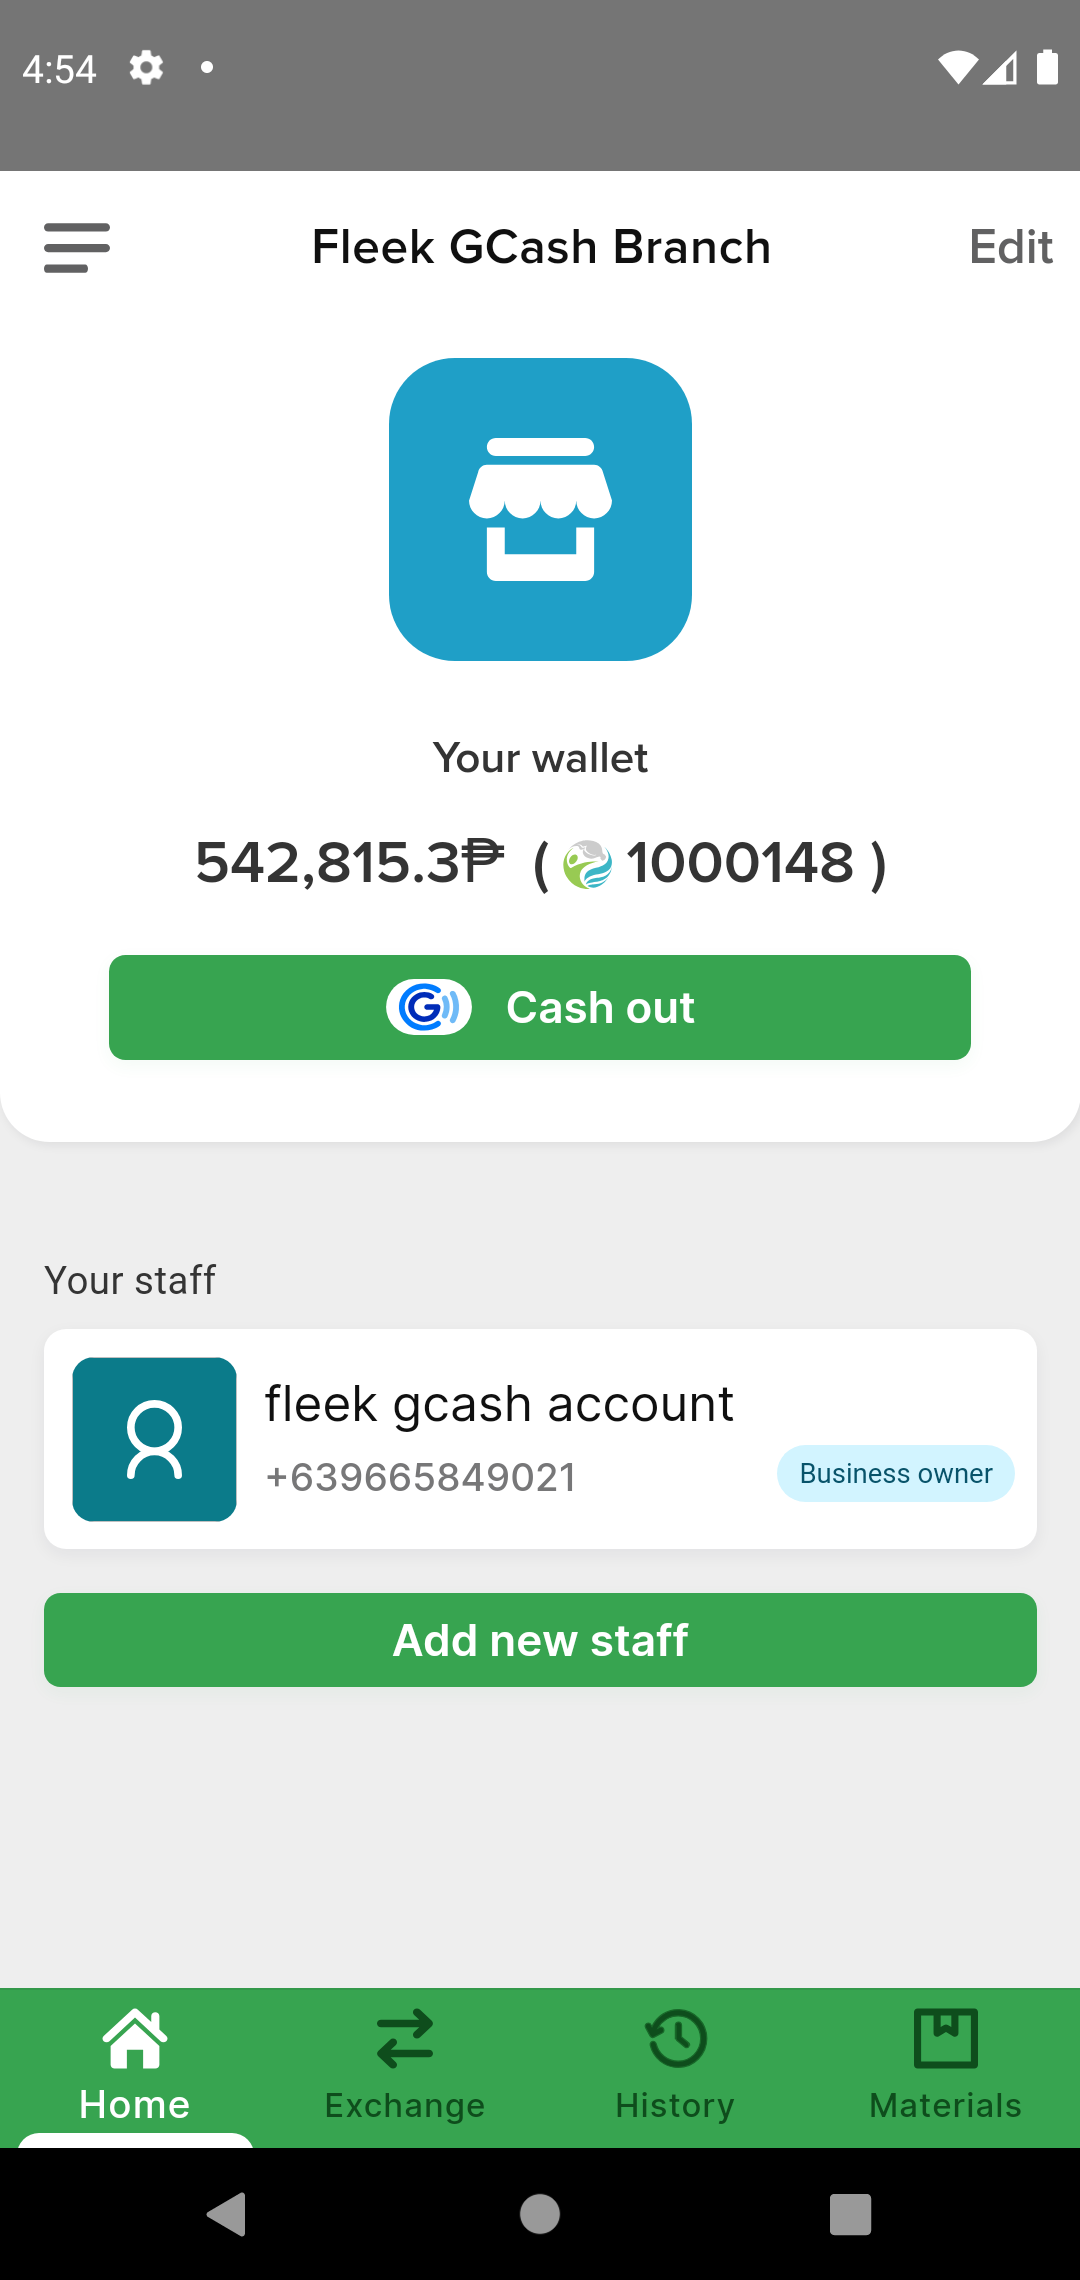 4:54
Fleek GCash Branch
Edit
Your wallet
542,815.3₱ ( 1000148 )
Cash out
Your staff
fleek gcash account
+639665849021
Business owner
Add new staff
Home
Exchange
History
Materials